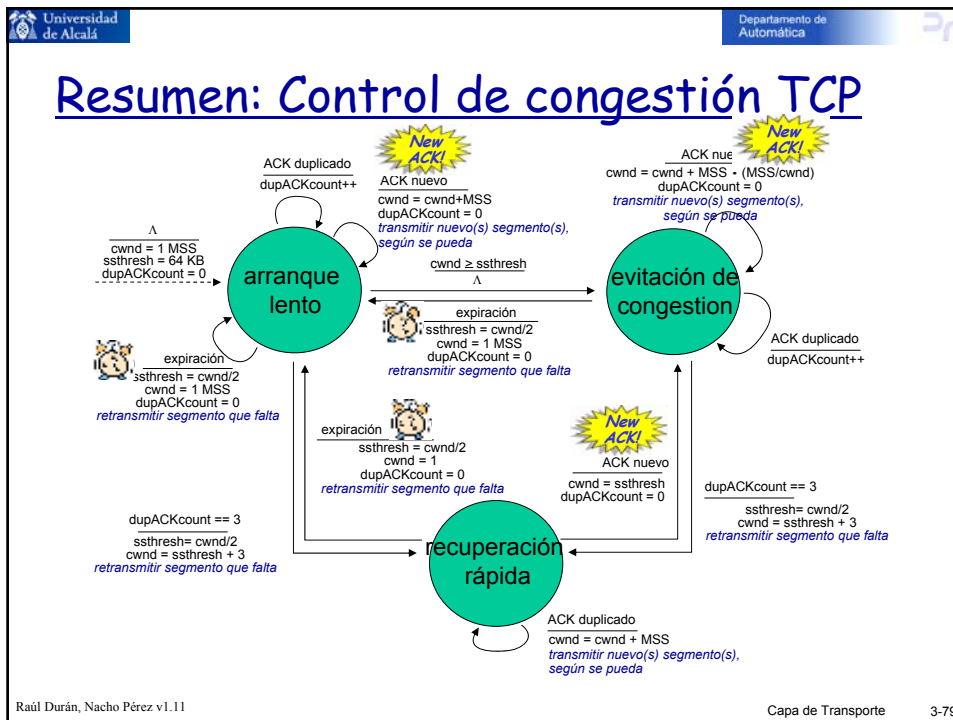 Universidad
de Alcalá
Departamento de
Automática
Resumen: Control de congestión TCP
New
ACK!
ACK duplicado
dupACKcount++
ACK nuevo
cwnd = cwnd+MSS
dupACKcount = 0
transmitir nuevo(s) segmento(s),
según se pueda
New
ACK!
ACK nue
cwnd = cwnd + MSS • (MSS/cwnd)
dupACKcount = 0
transmitir nuevo(s) segmento(s),
según se pueda
Λ
cwnd = 1 MSS
ssthresh = 64 KB
dupACKcount = 0
arranque
lento
cwnd ≥ ssthresh
Λ
evitación de
congestion
expiración
ssthresh = cwnd/2
cwnd = 1 MSS
dupACKcount = 0
retransmitir segmento que falta
ACK duplicado
dupACKcount++
expiración
ssthresh = cwnd/2
cwnd = 1 MSS
dupACKcount = 0
retransmitir segmento que falta
expiración
ssthresh = cwnd/2
cwnd = 1
dupACKcount = 0
retransmitir segmento que falta
New
ACK!
ACK nuevo
cwnd = ssthresh
dupACKcount = 0
dupACKcount == 3
ssthresh= cwnd/2
cwnd = ssthresh + 3
retransmitir segmento que falta
dupACKcount == 3
ssthresh= cwnd/2
cwnd = ssthresh + 3
retransmitir segmento que falta
recuperación
rápida
ACK duplicado
cwnd = cwnd + MSS
transmitir nuevo(s) segmento(s),
según se pueda
Raúl Durán, Nacho Pérez v1.11
Capa de Transporte
3-79